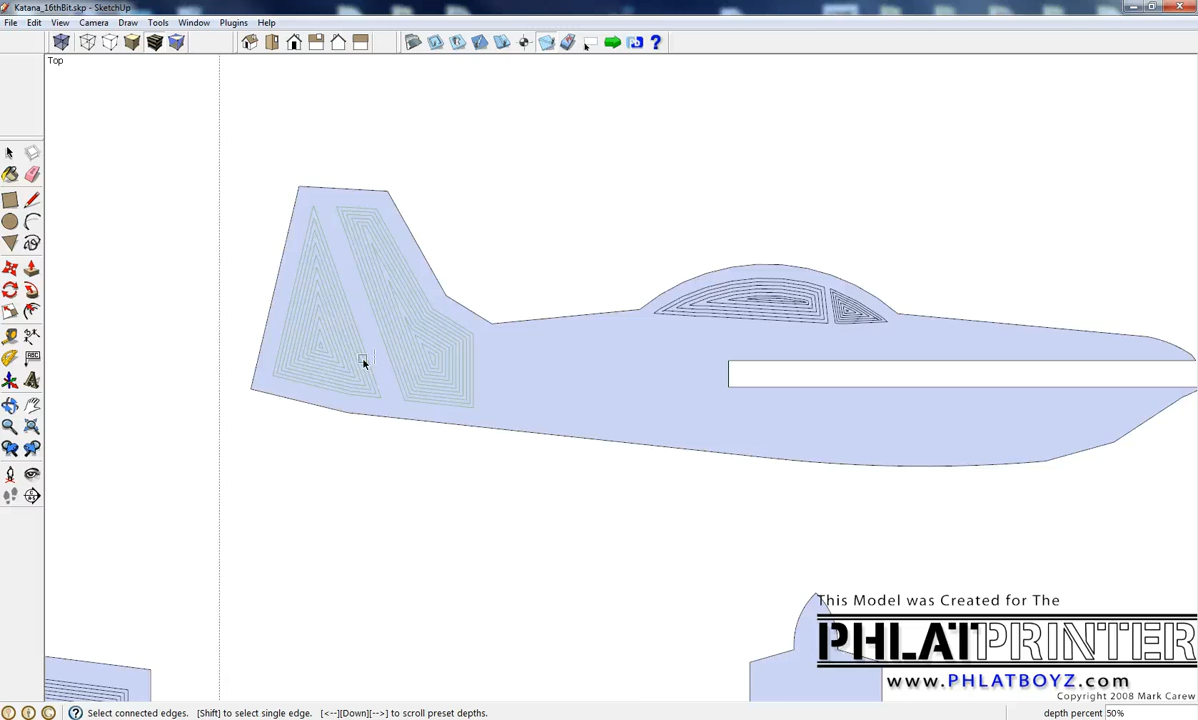 Katana_16thBit.skp - SketchUp
File Edit View Camera Draw Tools Window Plugins Help
Top
This Model was Created for The
PHLATPRINTER
www.PHLATBOYZ.com
Copyright 2008 Mark Carew
Select connected edges. [Shift] to select single edge. [<--][Down][-->] to scroll preset depths.
depth percent 50%